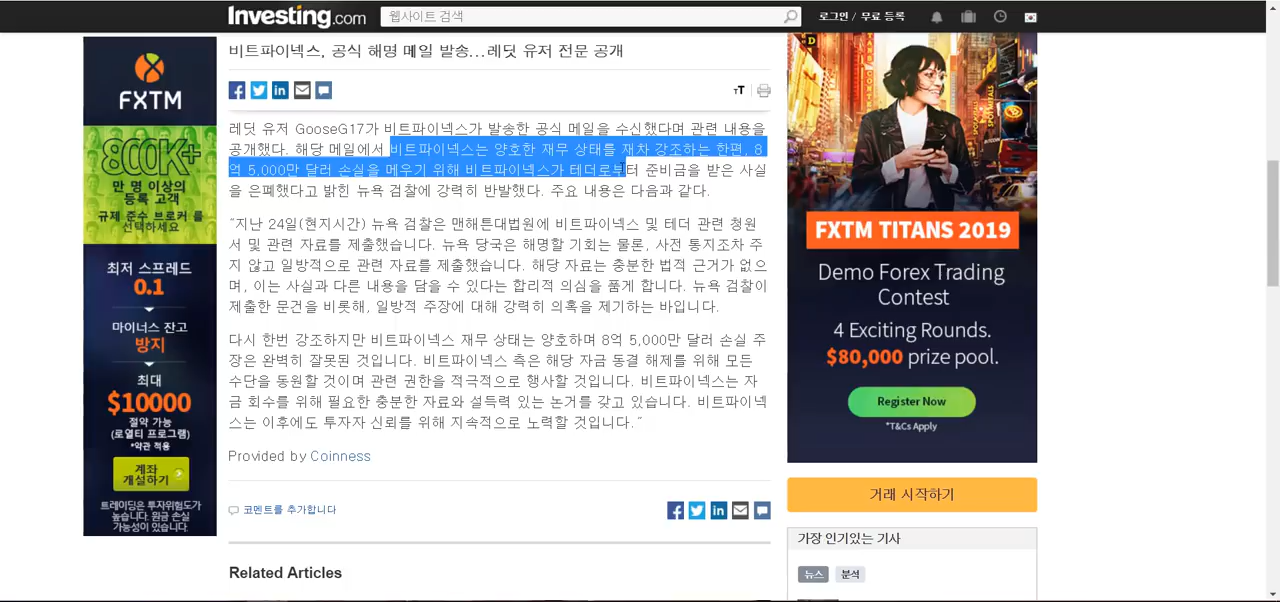 Investing.com
웹사이트 검색
로그인 / 무료 등록
FXTM
800K+
만 명 이상의
등록 고객
규제 준수 브로커 를
선택하세요
최저 스프레드
0.1
마이너스 잔고
방지
최대
$10000
절약 가능
(로열티 프로그램)
*약관 적용
계좌
개설하기
트레이딩은 투자위험도가
높습니다. 원금 손실
가능성이 있습니다.
비트파이넥스, 공식 해명 메일 발송...레딧 유저 전문 공개
тT
레딧 유저 GooseG17가 비트파이넥스가 발송한 공식 메일을 수신했다며 관련 내용을
공개했다. 해당 메일에서 비트파이넥스는 양호한 재무 상태를 재차 강조하는 한편, 8
억 5,000만 달러 손실을 메우기 위해 비트파이넥스가 테더로부터 준비금을 받은 사실
을 은폐했다고 밝힌 뉴욕 검찰에 강력히 반발했다. 주요 내용은 다음과 같다.
“지난 24일(현지시간) 뉴욕 검찰은 맨해튼대법원에 비트파이넥스 및 테더 관련 청원
서 및 관련 자료를 제출했습니다. 뉴욕 당국은 해명할 기회는 물론, 사전 통지조차 주
지 않고 일방적으로 관련 자료를 제출했습니다. 해당 자료는 충분한 법적 근거가 없으
며, 이는 사실과 다른 내용을 담을 수 있다는 합리적 의심을 품게 합니다. 뉴욕 검찰이
제출한 문건을 비롯해, 일방적 주장에 대해 강력히 의혹을 제기하는 바입니다.
다시 한번 강조하지만 비트파이넥스 재무 상태는 양호하며 8억 5,000만 달러 손실 주
장은 완벽히 잘못된 것입니다. 비트파이넥스 측은 해당 자금 동결 해제를 위해 모든
수단을 동원할 것이며 관련 권한을 적극적으로 행사할 것입니다. 비트파이넥스는 자
금 회수를 위해 필요한 충분한 자료와 설득력 있는 논거를 갖고 있습니다. 비트파이넥
스는 이후에도 투자자 신뢰를 위해 지속적으로 노력할 것입니다.”
Provided by Coinness
코멘트를 추가합니다
Related Articles
FXTM TITANS 2019
Demo Forex Trading
Contest
4 Exciting Rounds.
$80,000 prize pool.
Register Now
*T&Cs Apply
거래 시작하기
가장 인기있는 기사
뉴스
분석